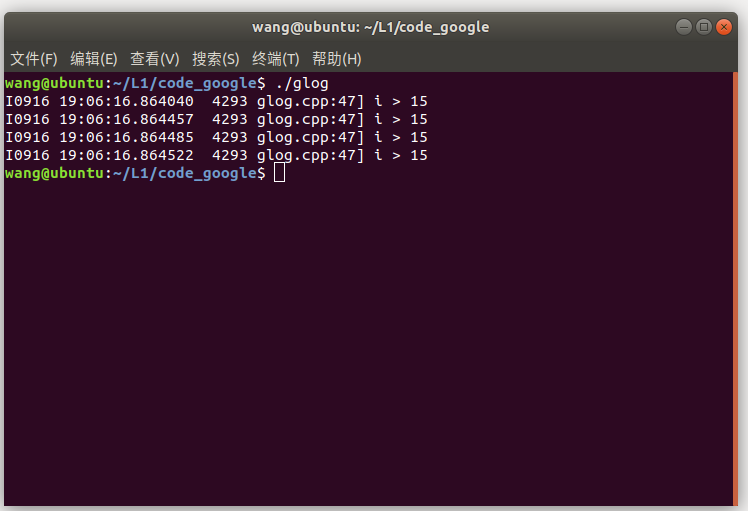 wang@ubuntu: ~/L1/code_google
文件(F) 编辑(E) 查看(V) 搜索(S) 终端(T) 帮助(H)
wang@ubuntu:~/L1/code_google$ ./glog
I0916 19:06:16.864040  4293 glog.cpp:47] i > 15
I0916 19:06:16.864457  4293 glog.cpp:47] i > 15
I0916 19:06:16.864485  4293 glog.cpp:47] i > 15
I0916 19:06:16.864522  4293 glog.cpp:47] i > 15
wang@ubuntu:~/L1/code_google$